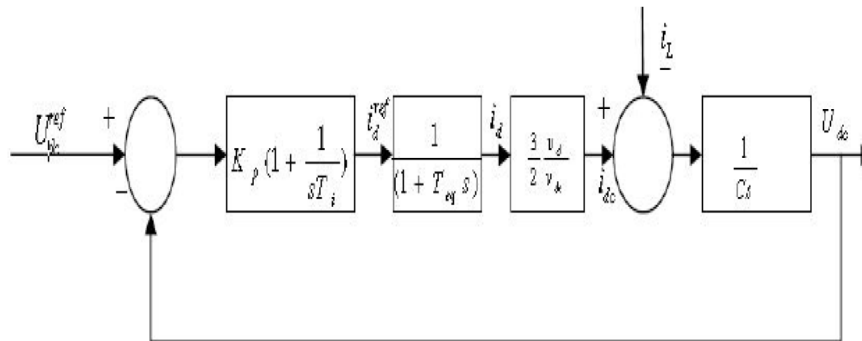 i_L
−
U_dc^ref
+
−
K_p (1 + 1/(sT_i))
i_d^ref
1/(1 + T_eq s)
i_d
3/2 v_d/v_dc
+
i_dc
1/(Cs)
U_dc